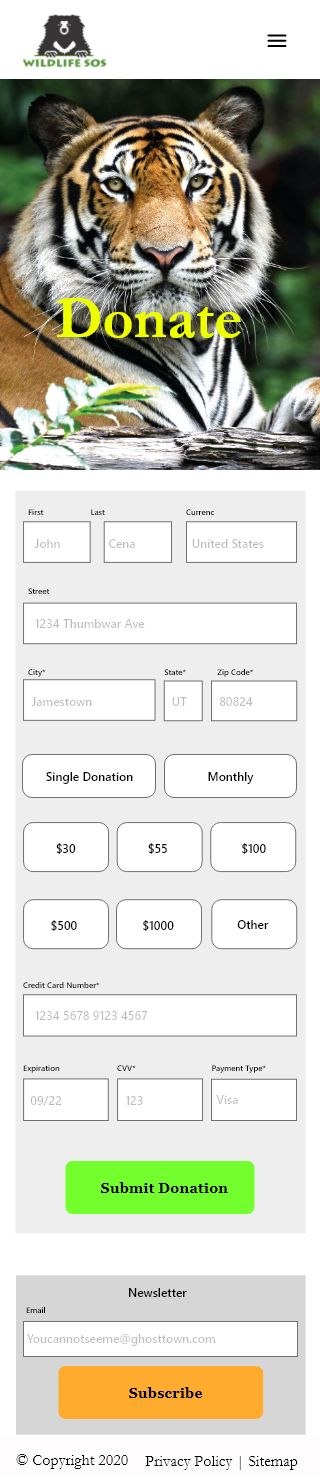 WILDLIFE SOS
Donate
First Last Currenc
John Cena United States
Street
1234 Thumbwar Ave
City* State* Zip Code*
Jamestown UT 80824
Single Donation Monthly
$30 $55 $100
$500 $1000 Other
Credit Card Number*
1234 5678 9123 4567
Expiration CVV* Payment Type*
09/22 123 Visa
Submit Donation
Newsletter
Email
Youcannotseeme@ghosttown.com
Subscribe
© Copyright 2020 Privacy Policy | Sitemap